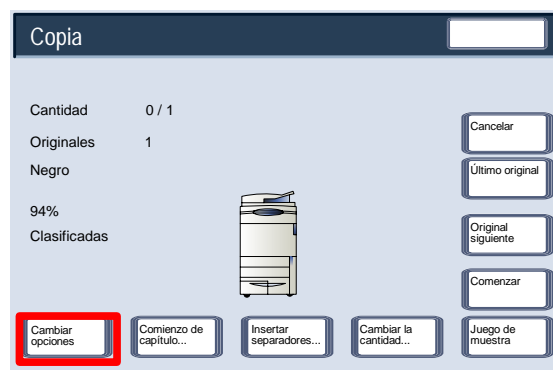 Copia
Cantidad 0 / 1
Originales 1
Negro
94%
Clasificadas
Cancelar
Último original
Original
siguiente
Comenzar
Cambiar
opciones
Comienzo de
capítulo...
Insertar
separadores...
Cambiar la
cantidad...
Juego de
muestra